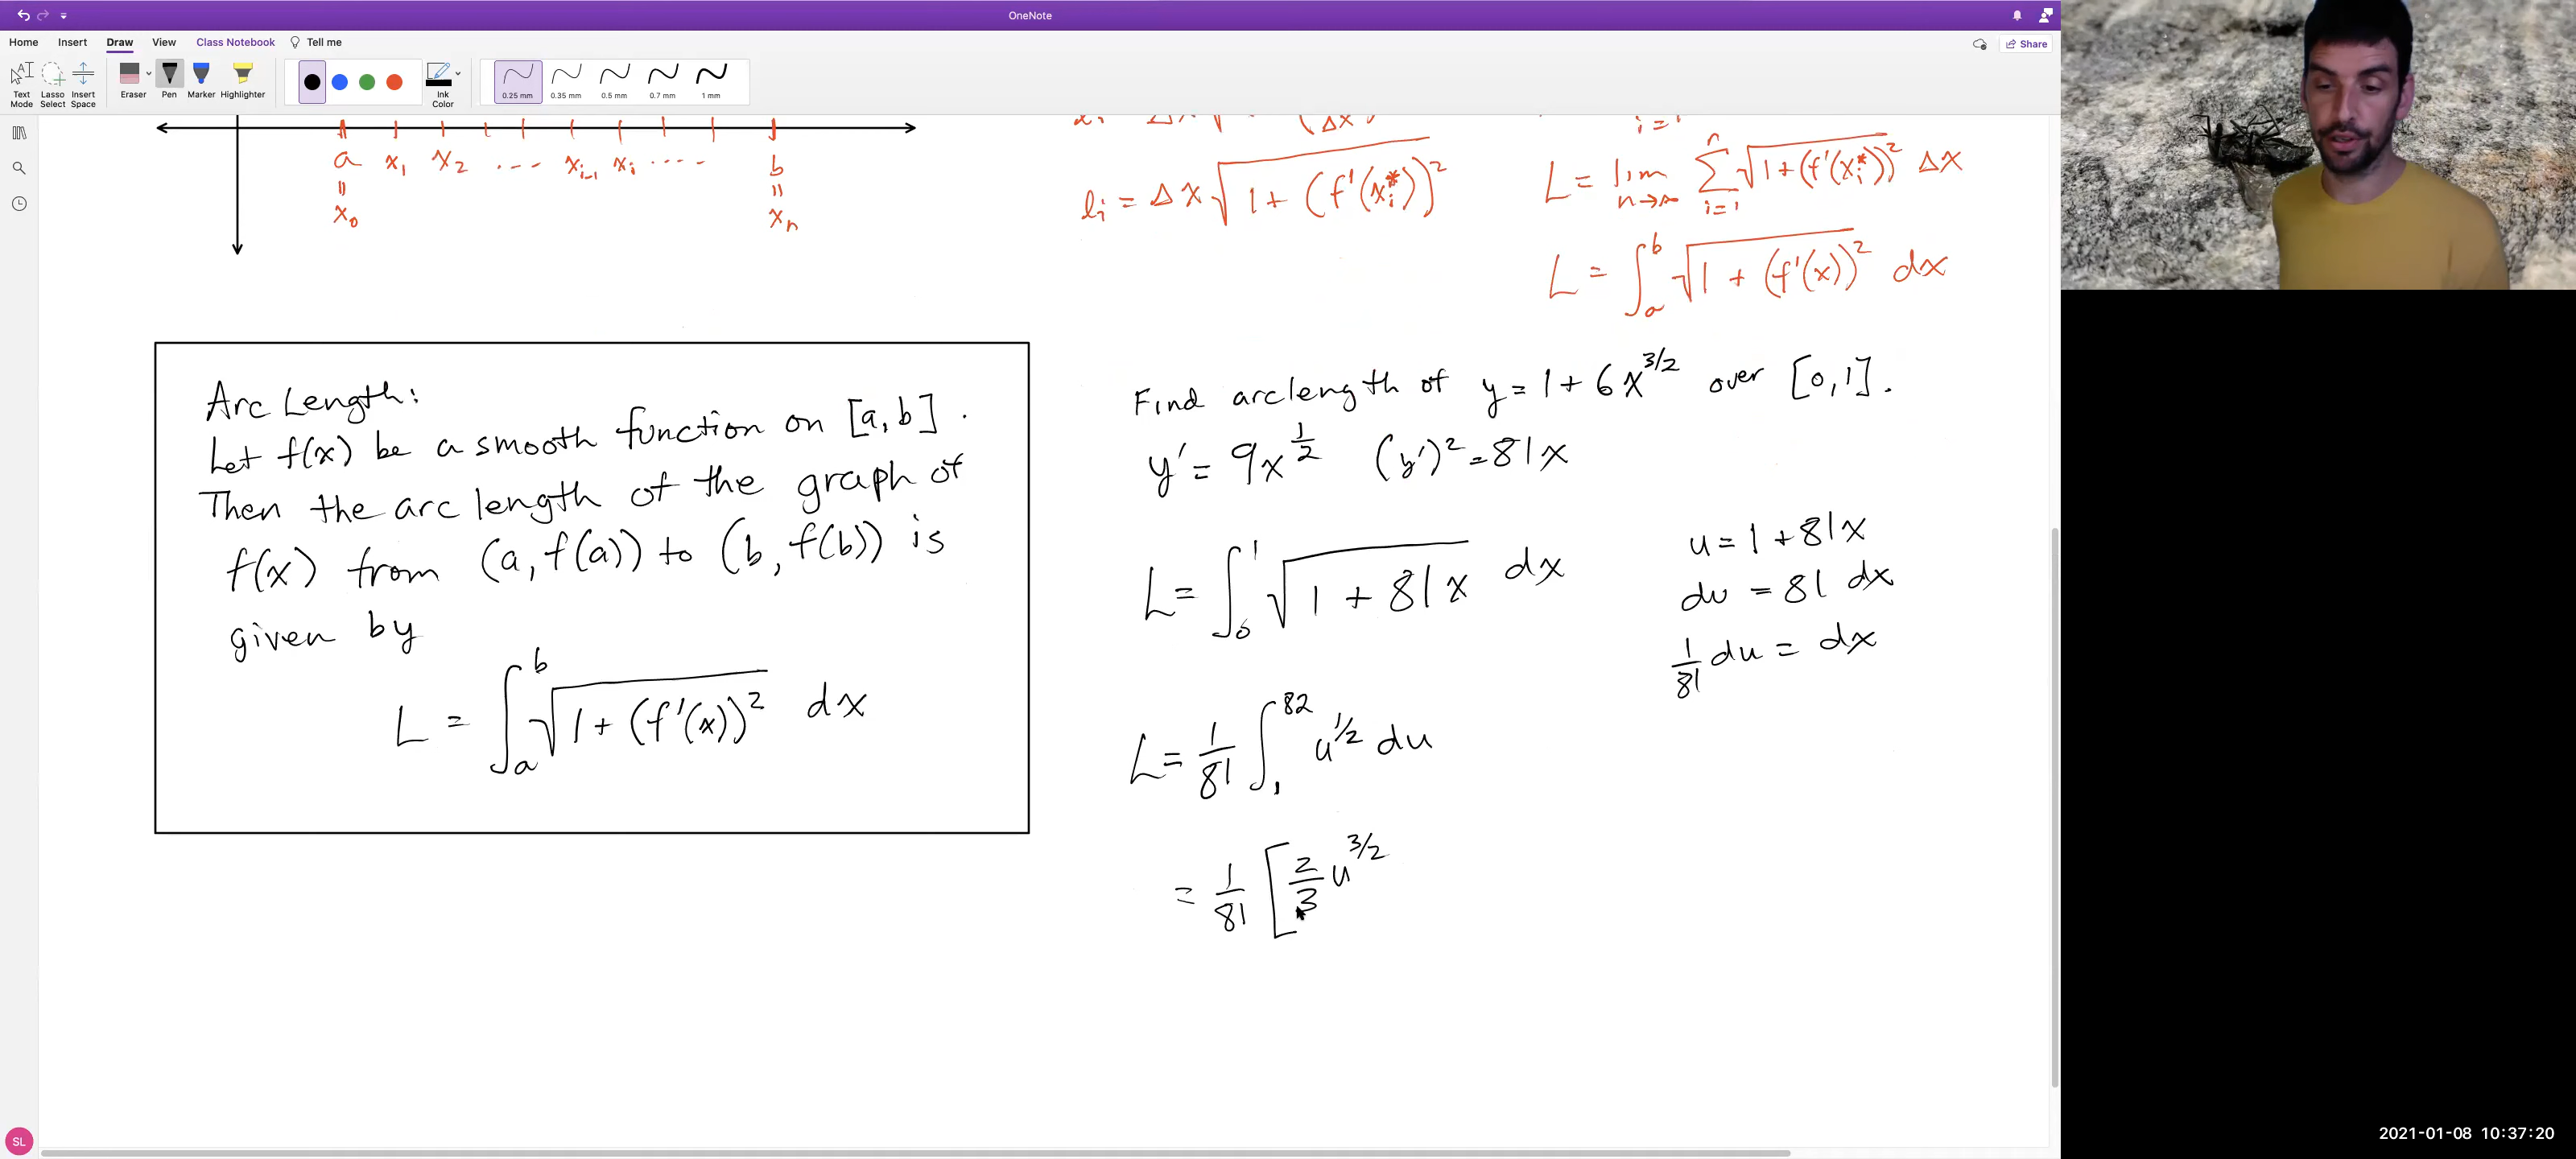 OneNote
Home Insert Draw View Class Notebook Tell me
Share
Text Mode
Lasso Select
Insert Space
Eraser
Pen
Marker
Highlighter
Ink Color
0.25 mm
0.35 mm
0.5 mm
0.7 mm
1 mm
a x₁ x₂ ---- xᵢ₋₁ xᵢ ---- b
" "
x₀ xₙ
lᵢ = Δx √(1 + (f'(xᵢ*))²)
i=1
L = lim n→∞ Σ i=1 n √(1+(f'(xᵢ*))²) Δx
L = ∫ₐᵇ √(1 + (f'(x))²) dx
Arc Length:
Let f(x) be a smooth function on [a,b].
Then the arc length of the graph of
f(x) from (a, f(a)) to (b, f(b)) is
given by
L = ∫ₐᵇ √(1 + (f'(x))²) dx
Find arclength of y = 1 + 6x^3/2 over [0,1].
y' = 9x^1/2 (y')² = 81x
L = ∫₀¹ √(1 + 81x) dx
u = 1 + 81x
du = 81 dx
1/81 du = dx
L = 1/81 ∫₁⁸² u^1/2 du
= 1/81 [2/3 u^3/2
SL
2021-01-08 10:37:20